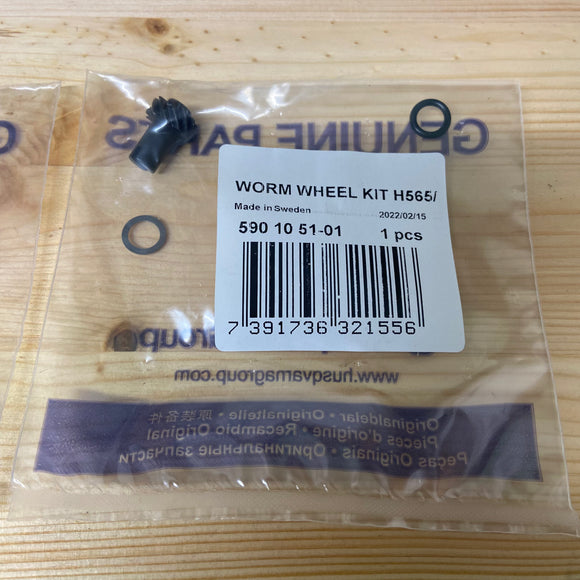 GENUINE PARTS
WORM WHEEL KIT H565/
Made in Sweden 2022/02/15
590 10 51-01 1 pcs
7 391736 321556
group
www.husqvarnagroup.com
Originaldelar • Originalteile • 原装备件
Pièces d'origine • Recambio Original
Peças Originais • Оригинальные запчасти